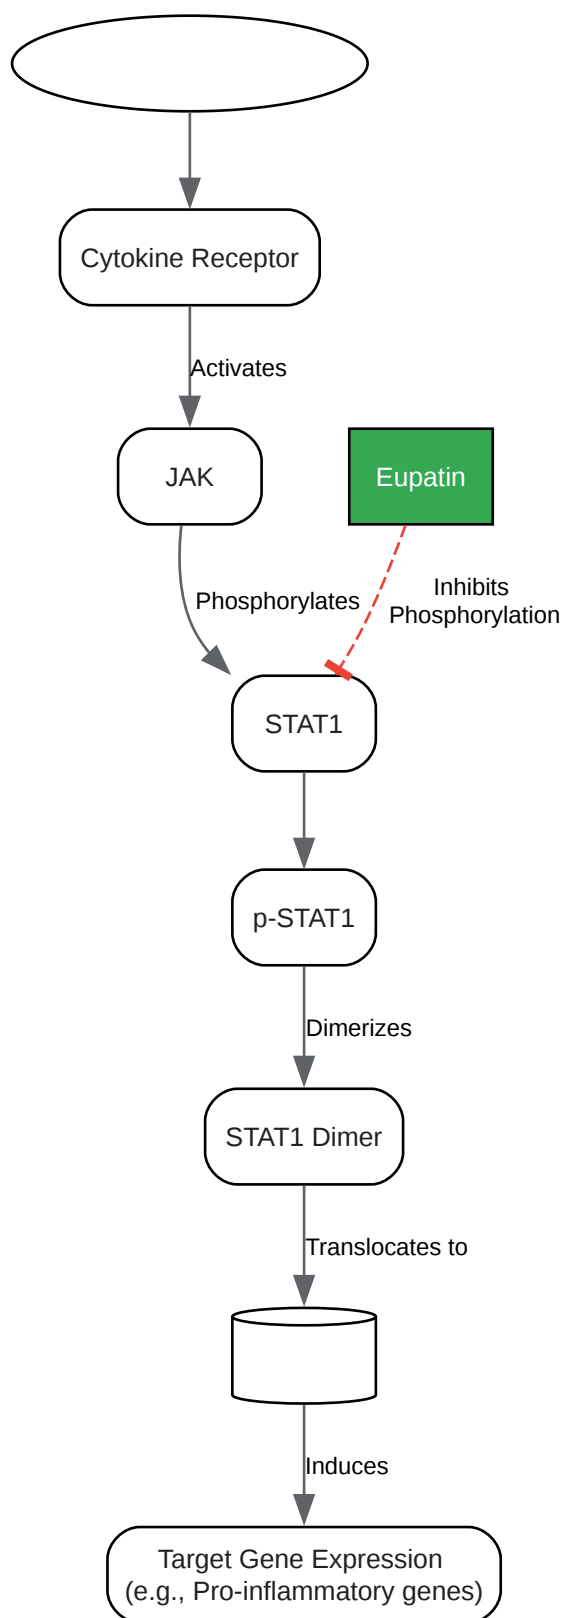 Cytokine Receptor
Activates
JAK
Eupatin
Phosphorylates
Inhibits
Phosphorylation
STAT1
p-STAT1
Dimerizes
STAT1 Dimer
Translocates to
Induces
Target Gene Expression
(e.g., Pro-inflammatory genes)